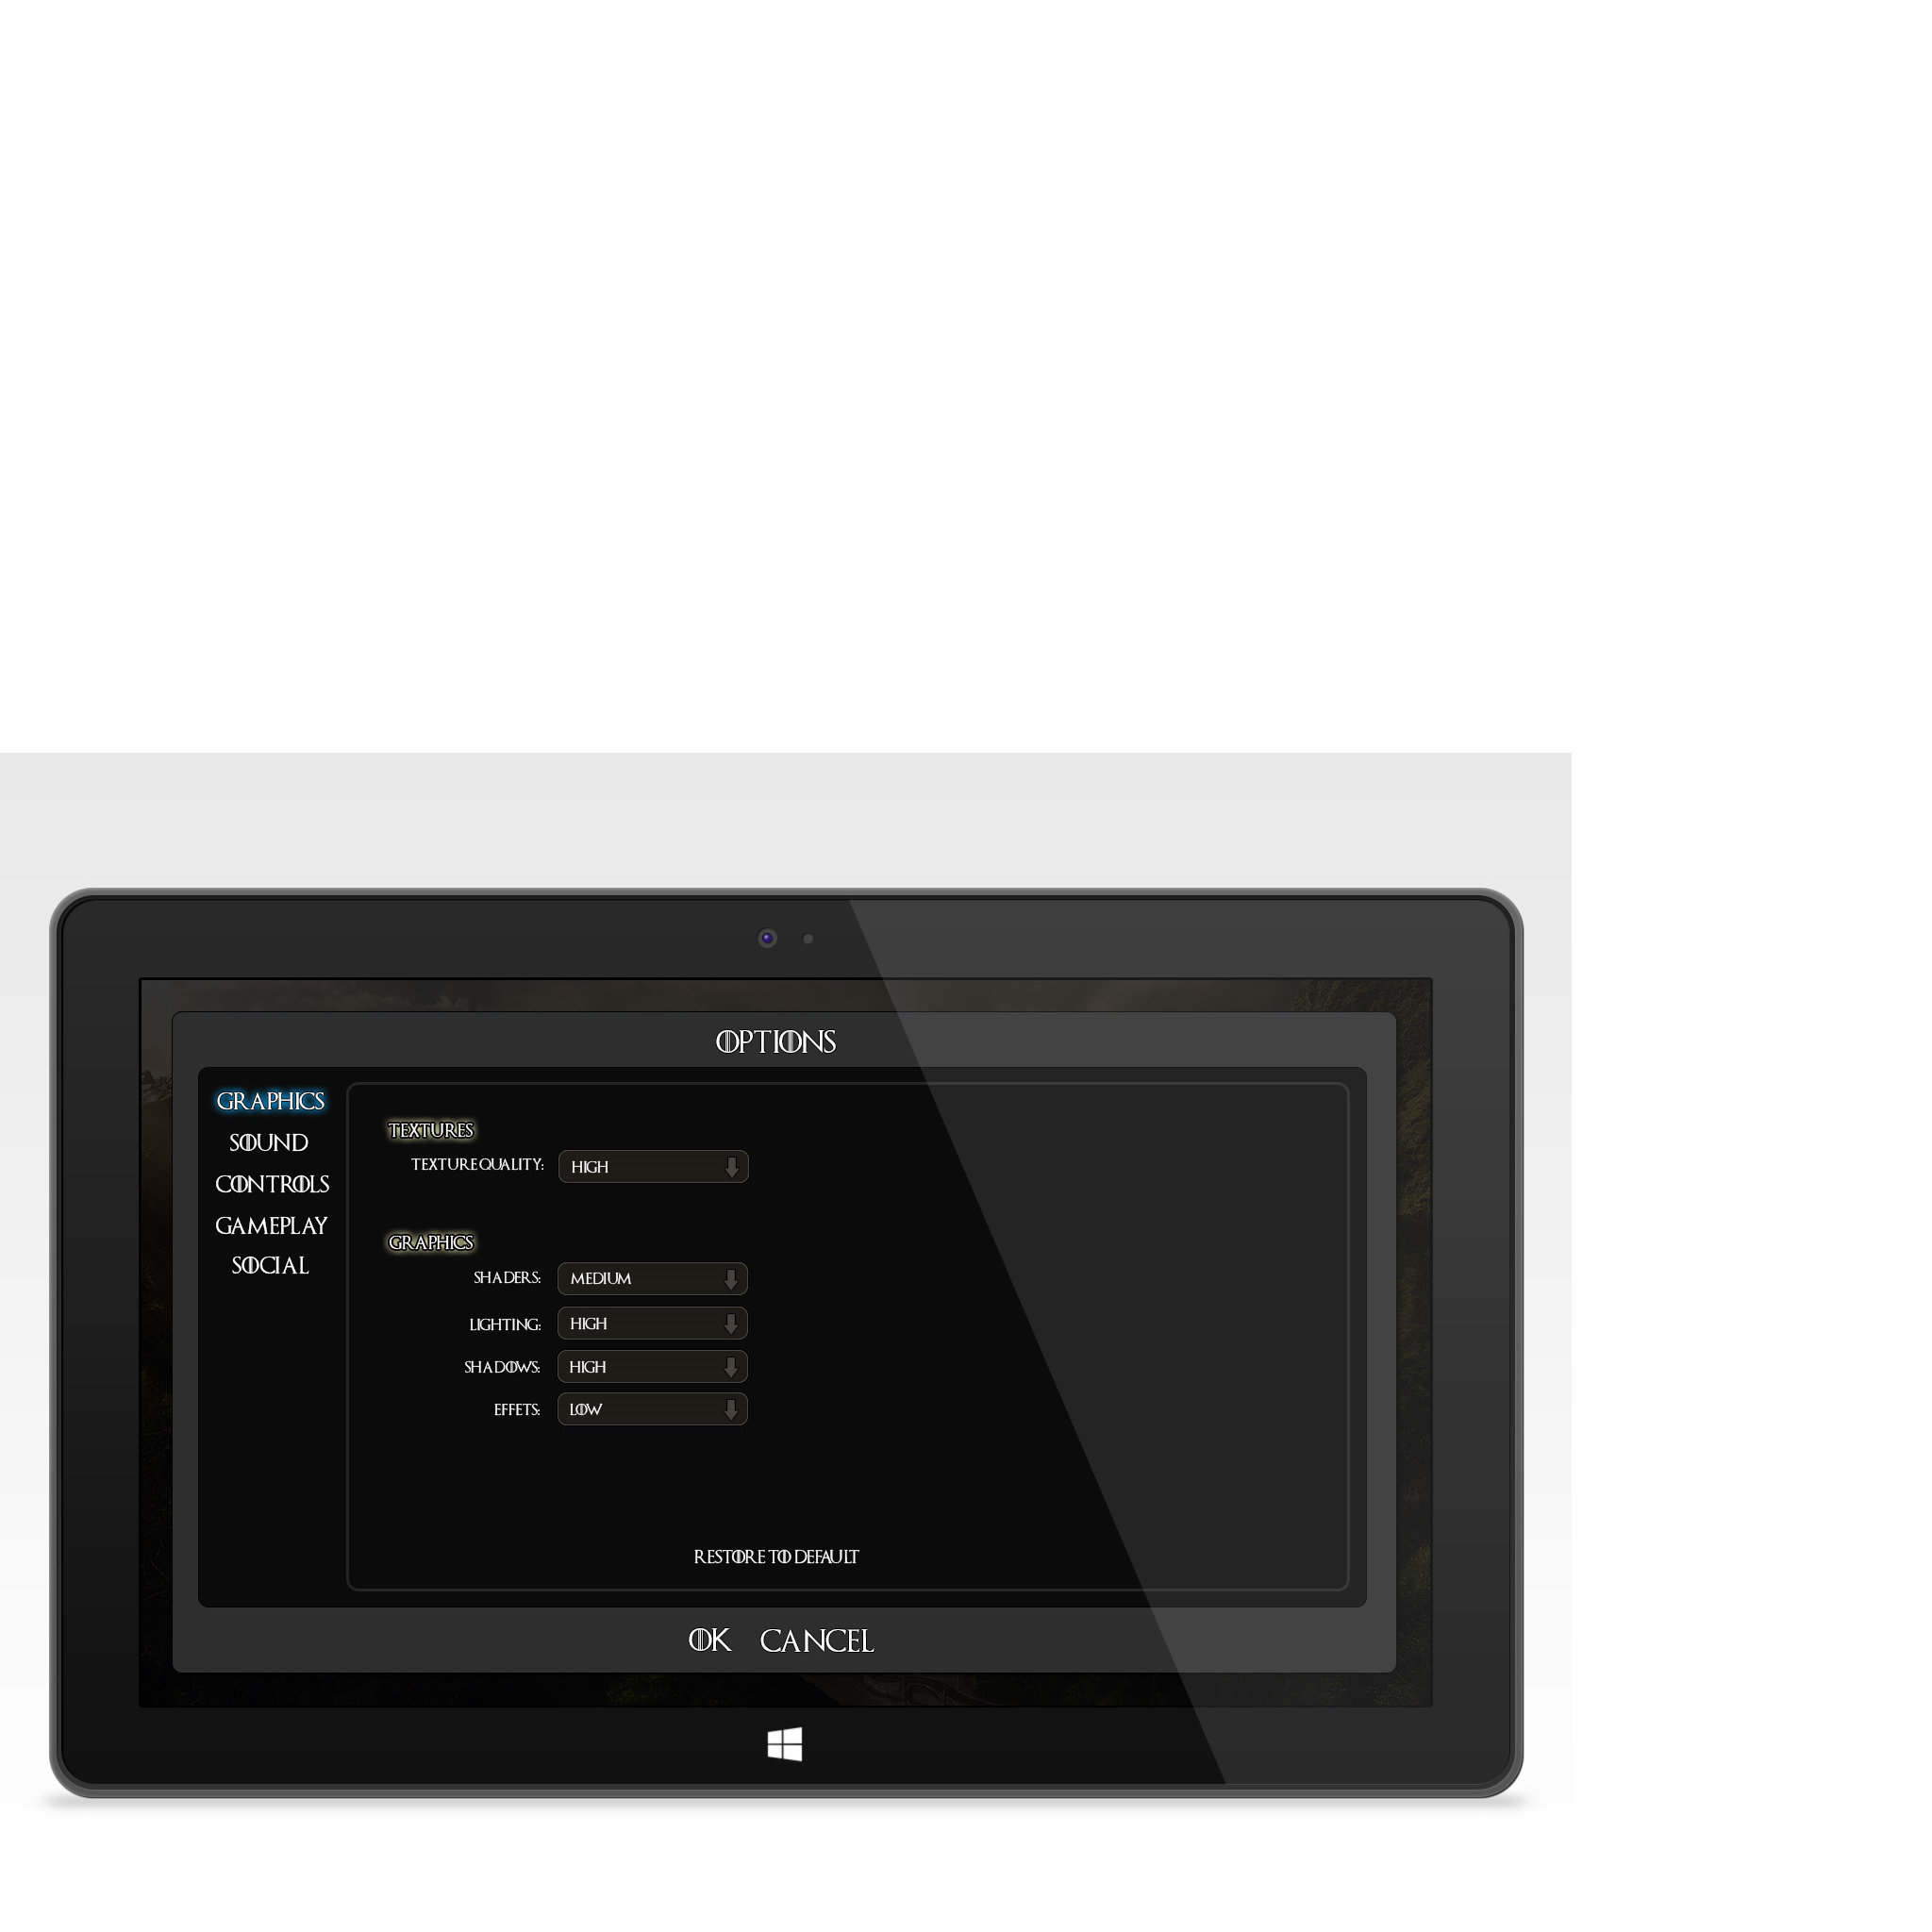 OPTIONS
GRAPHICS
SOUND
CONTROLS
GAMEPLAY
SOCIAL
TEXTURES
TEXTURE QUALITY: HIGH
GRAPHICS
SHADERS: MEDIUM
LIGHTING: HIGH
SHADOWS: HIGH
EFFETS: LOW
RESTORE TO DEFAULT
OK CANCEL